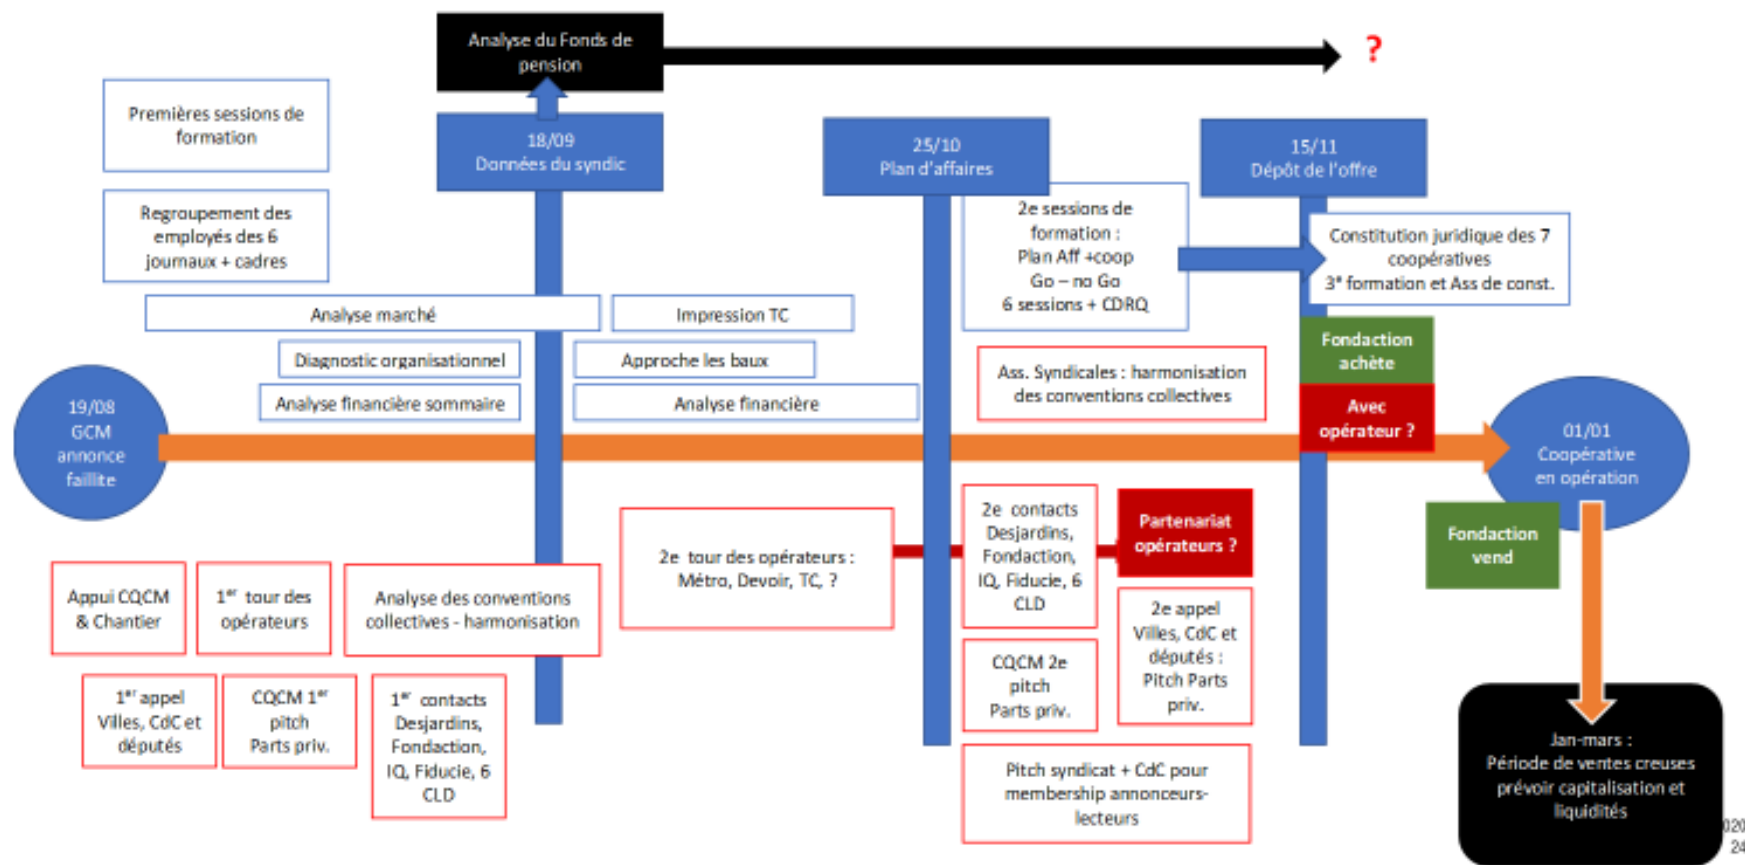 Analyse du Fonds de
pension
?
Premières sessions de
formation
18/09
Données du syndic
25/10
Plan d'affaires
15/11
Dépôt de l'offre
Regroupement des
employés des 6
journaux + cadres
2e sessions de
formation :
Plan Aff +coop
Go – no Go
6 sessions + CDRQ
Constitution juridique des 7
coopératives
3e formation et Ass de const.
Analyse marché
Impression TC
Diagnostic organisationnel
Approche les baux
Analyse financière sommaire
Analyse financière
Ass. Syndicales : harmonisation
des conventions collectives
Fondaction
achète
Avec
opérateur ?
19/08
GCM
annonce
faillite
01/01
Coopérative
en opération
2e tour des opérateurs :
Métro, Devoir, TC, ?
2e contacts
Desjardins,
Fondaction,
IQ, Fiducie, 6
CLD
Partenariat
opérateurs ?
Fondaction
vend
Appui CQCM
& Chantier
1er tour des
opérateurs
Analyse des conventions
collectives - harmonisation
2e appel
Villes, CdC et
députés :
Pitch Parts
priv.
1er appel
Villes, CdC et
députés
CQCM 1er
pitch
Parts priv.
1er contacts
Desjardins,
Fondaction,
IQ, Fiducie, 6
CLD
CQCM 2e
pitch
Parts priv.
Pitch syndicat + CdC pour
membership annonceurs-
lecteurs
Jan-mars :
Période de ventes creuses
prévoir capitalisation et
liquidités
020
24